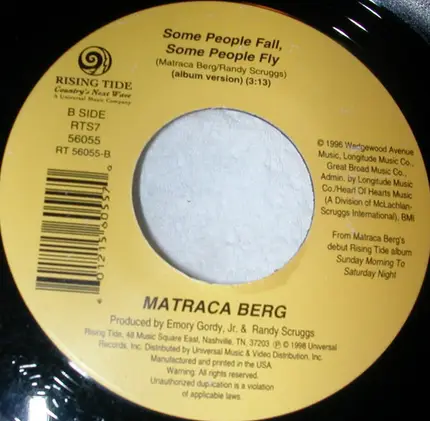 Some People Fall,
Some People Fly
(Matraca Berg/Randy Scruggs)
(album version) (3:13)
RISING TIDE
Country's Next Wave
A Universal Music Company
B SIDE
RTS7
56055
RT 56055-B
© 1996 Wedgewood Avenue
Music, Longitude Music Co.,
Great Broad Music Co.,
Admin. by Longitude Music
Co./Heart Of Hearts Music
(A Division of McLachlan-
Scruggs International), BMI
From Matraca Berg's
debut Rising Tide album
Sunday Morning To
Saturday Night
MATRACA BERG
Produced by Emory Gordy, Jr. & Randy Scruggs
Rising Tide, 48 Music Square East, Nashville, TN, 37203 ℗ © 1998 Universal
Records, Inc. Distributed by Universal Music & Video Distribution, Inc.
Manufactured and printed in the USA.
Warning: All rights reserved.
Unauthorized duplication is a violation
of applicable laws.